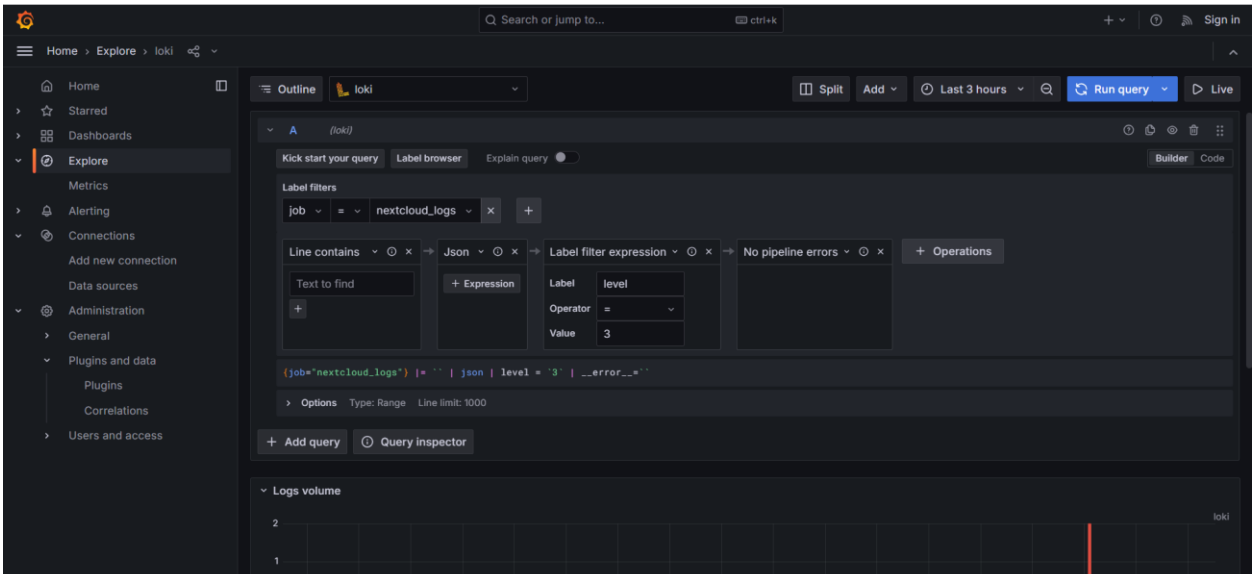 Search or jump to... ctrl+k Sign in
Home › Explore › loki
Home
Starred
Dashboards
Explore
Metrics
Alerting
Connections
Add new connection
Data sources
Administration
General
Plugins and data
Plugins
Correlations
Users and access
Outline loki Split Add Last 3 hours Run query Live
A (loki)
Kick start your query Label browser Explain query Builder Code
Label filters
job = nextcloud_logs
Line contains Json Label filter expression No pipeline errors + Operations
Text to find + Expression Label level
+ Operator =
Value 3
{job="nextcloud_logs"} |= `` | json | level = `3` | __error__=``
Options Type: Range Line limit: 1000
+ Add query Query inspector
Logs volume
loki
2
1